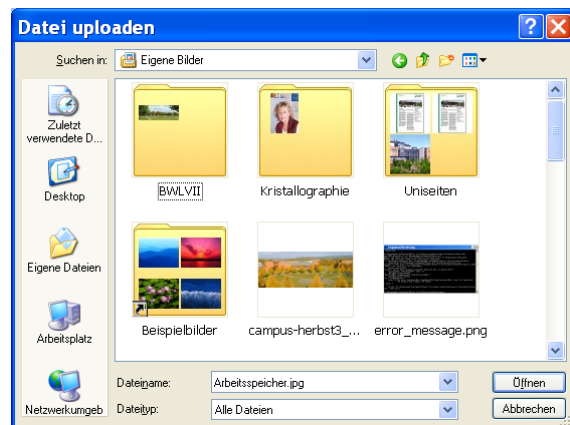 Datei uploaden
Suchen in: Eigene Bilder
Zuletzt
verwendete D...
Desktop
Eigene Dateien
Arbeitsplatz
Netzwerkumgeb
BWLVII
Kristallographie
Uniseiten
Beispielbilder
campus-herbst3_...
error_message.png
Dateiname: Arbeitsspeicher.jpg Öffnen
Dateityp: Alle Dateien Abbrechen